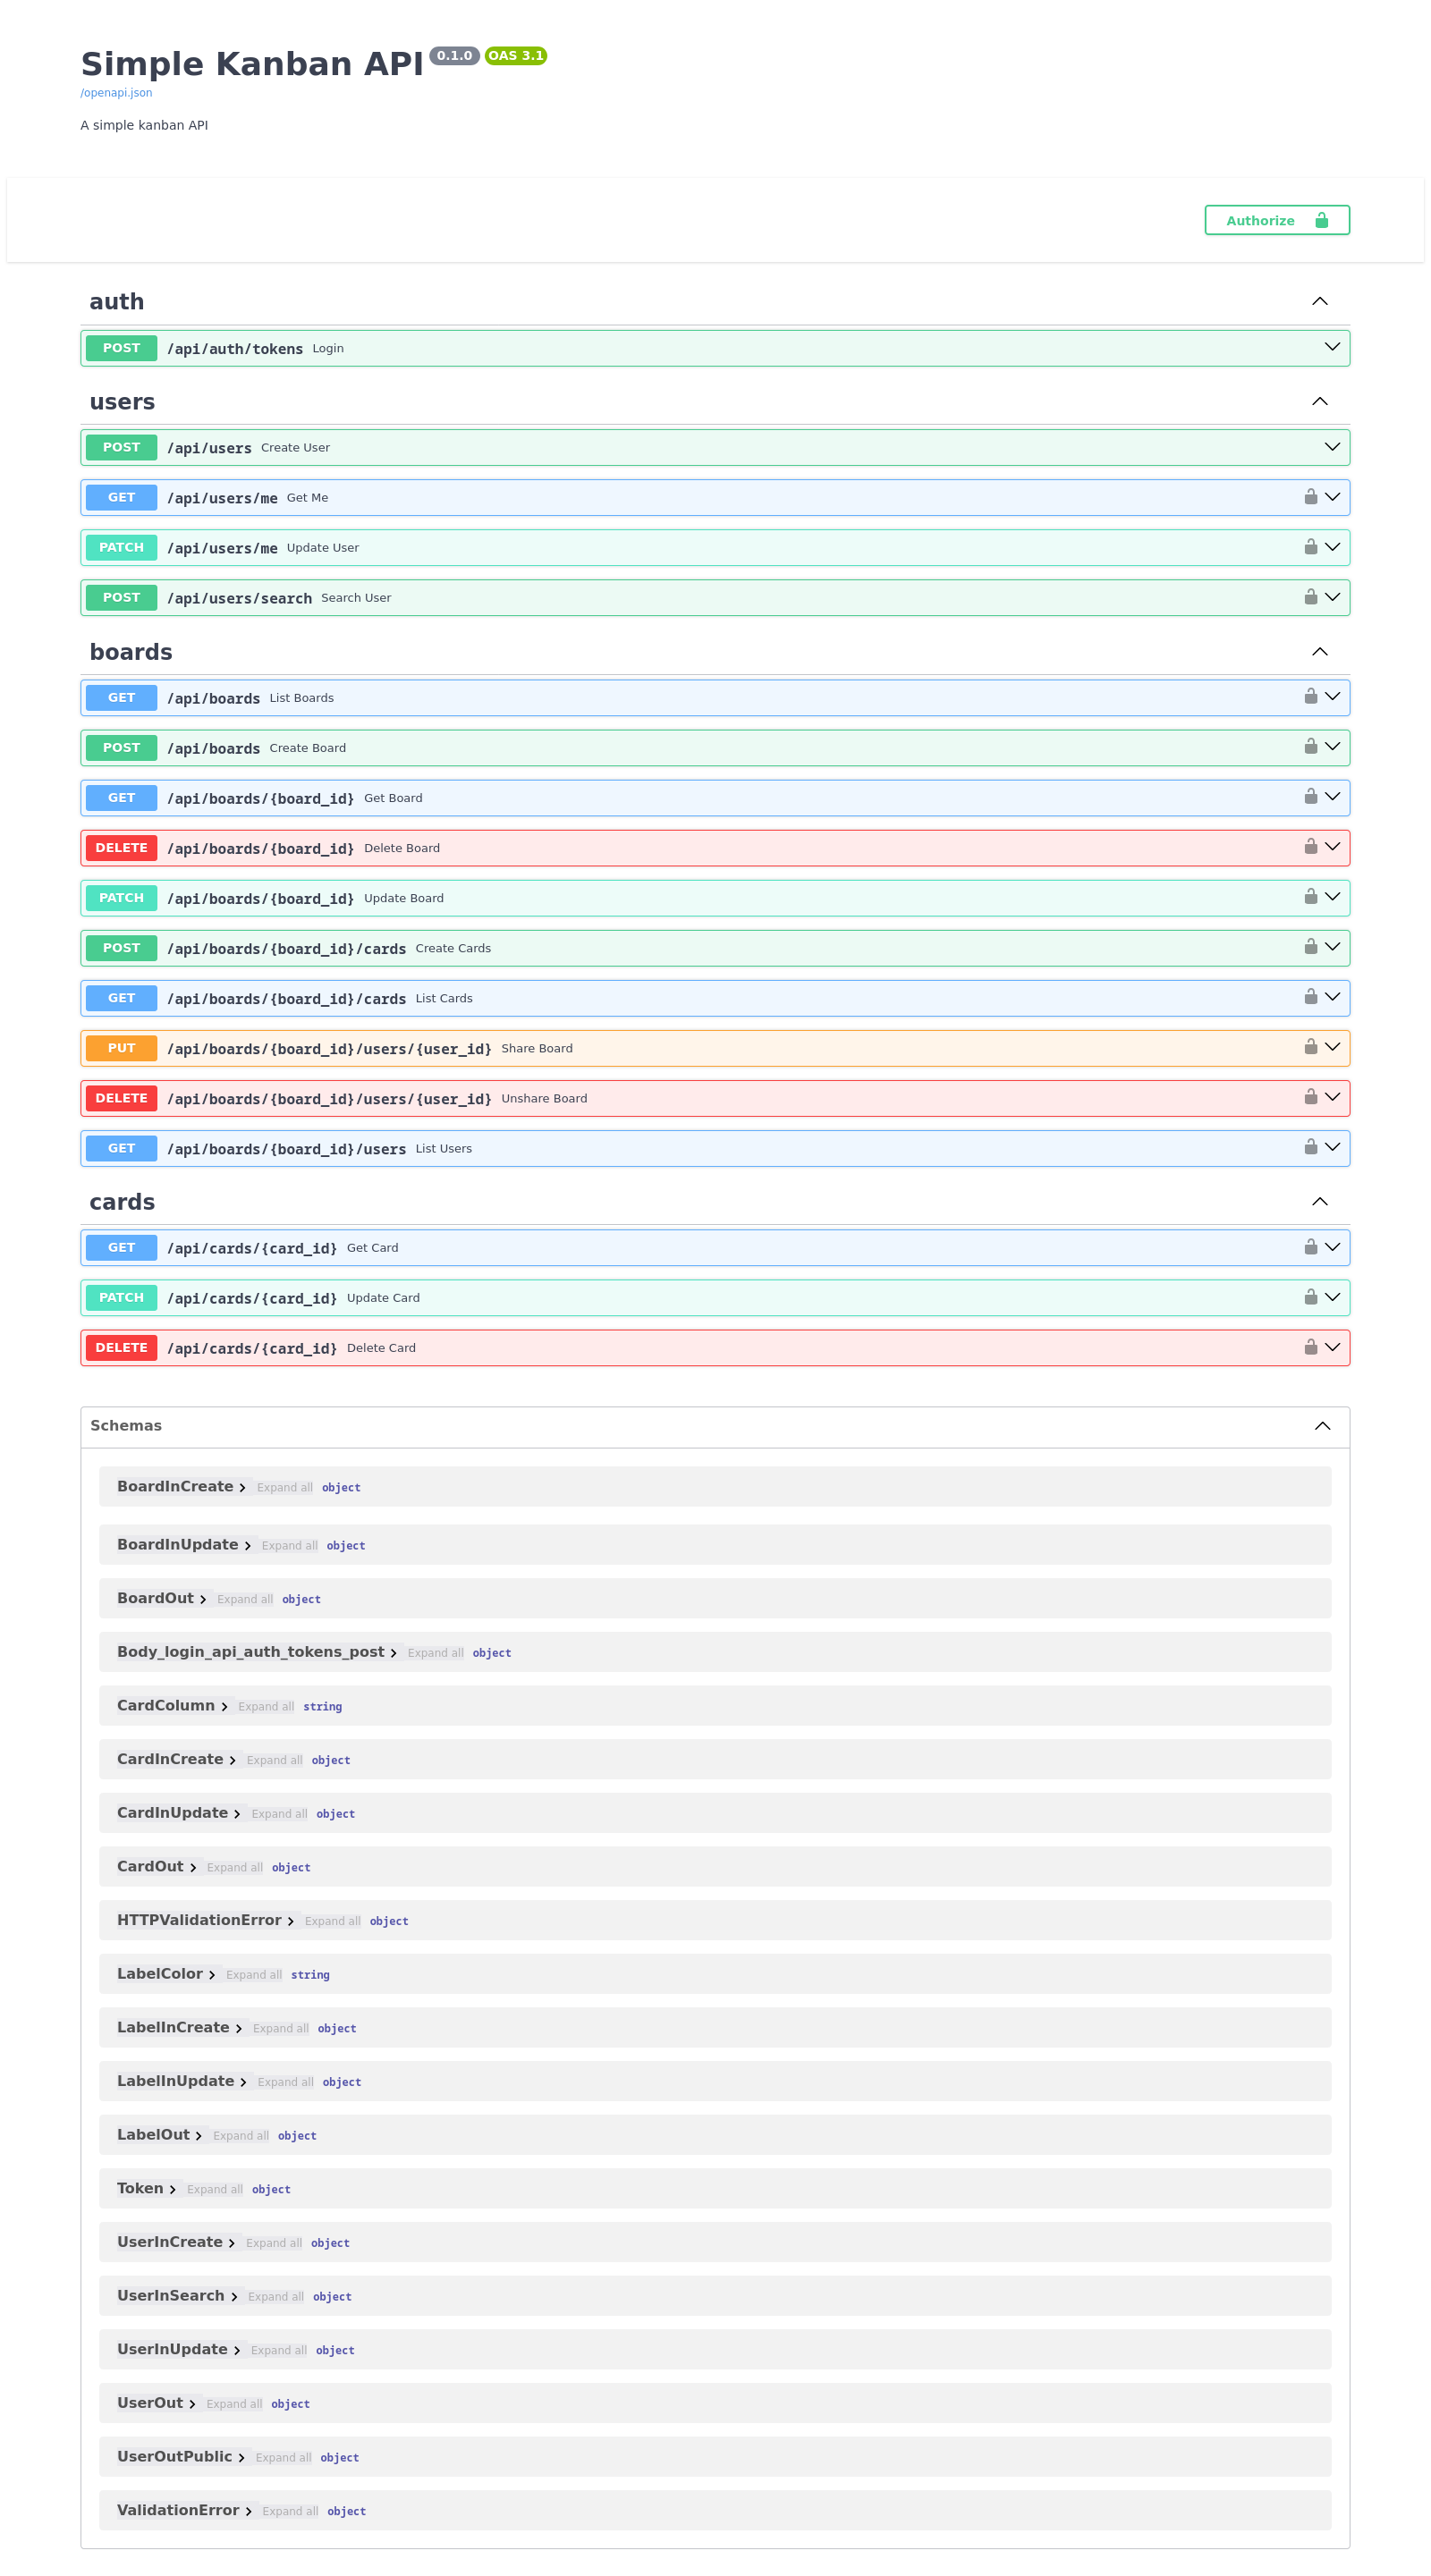 Simple Kanban API 0.1.0 OAS 3.1
/openapi.json
A simple kanban API
Authorize
auth
POST /api/auth/tokens Login
users
POST /api/users Create User
GET /api/users/me Get Me
PATCH /api/users/me Update User
POST /api/users/search Search User
boards
GET /api/boards List Boards
POST /api/boards Create Board
GET /api/boards/{board_id} Get Board
DELETE /api/boards/{board_id} Delete Board
PATCH /api/boards/{board_id} Update Board
POST /api/boards/{board_id}/cards Create Cards
GET /api/boards/{board_id}/cards List Cards
PUT /api/boards/{board_id}/users/{user_id} Share Board
DELETE /api/boards/{board_id}/users/{user_id} Unshare Board
GET /api/boards/{board_id}/users List Users
cards
GET /api/cards/{card_id} Get Card
PATCH /api/cards/{card_id} Update Card
DELETE /api/cards/{card_id} Delete Card
Schemas
BoardInCreate Expand all object
BoardInUpdate Expand all object
BoardOut Expand all object
Body_login_api_auth_tokens_post Expand all object
CardColumn Expand all string
CardInCreate Expand all object
CardInUpdate Expand all object
CardOut Expand all object
HTTPValidationError Expand all object
LabelColor Expand all string
LabelInCreate Expand all object
LabelInUpdate Expand all object
LabelOut Expand all object
Token Expand all object
UserInCreate Expand all object
UserInSearch Expand all object
UserInUpdate Expand all object
UserOut Expand all object
UserOutPublic Expand all object
ValidationError Expand all object